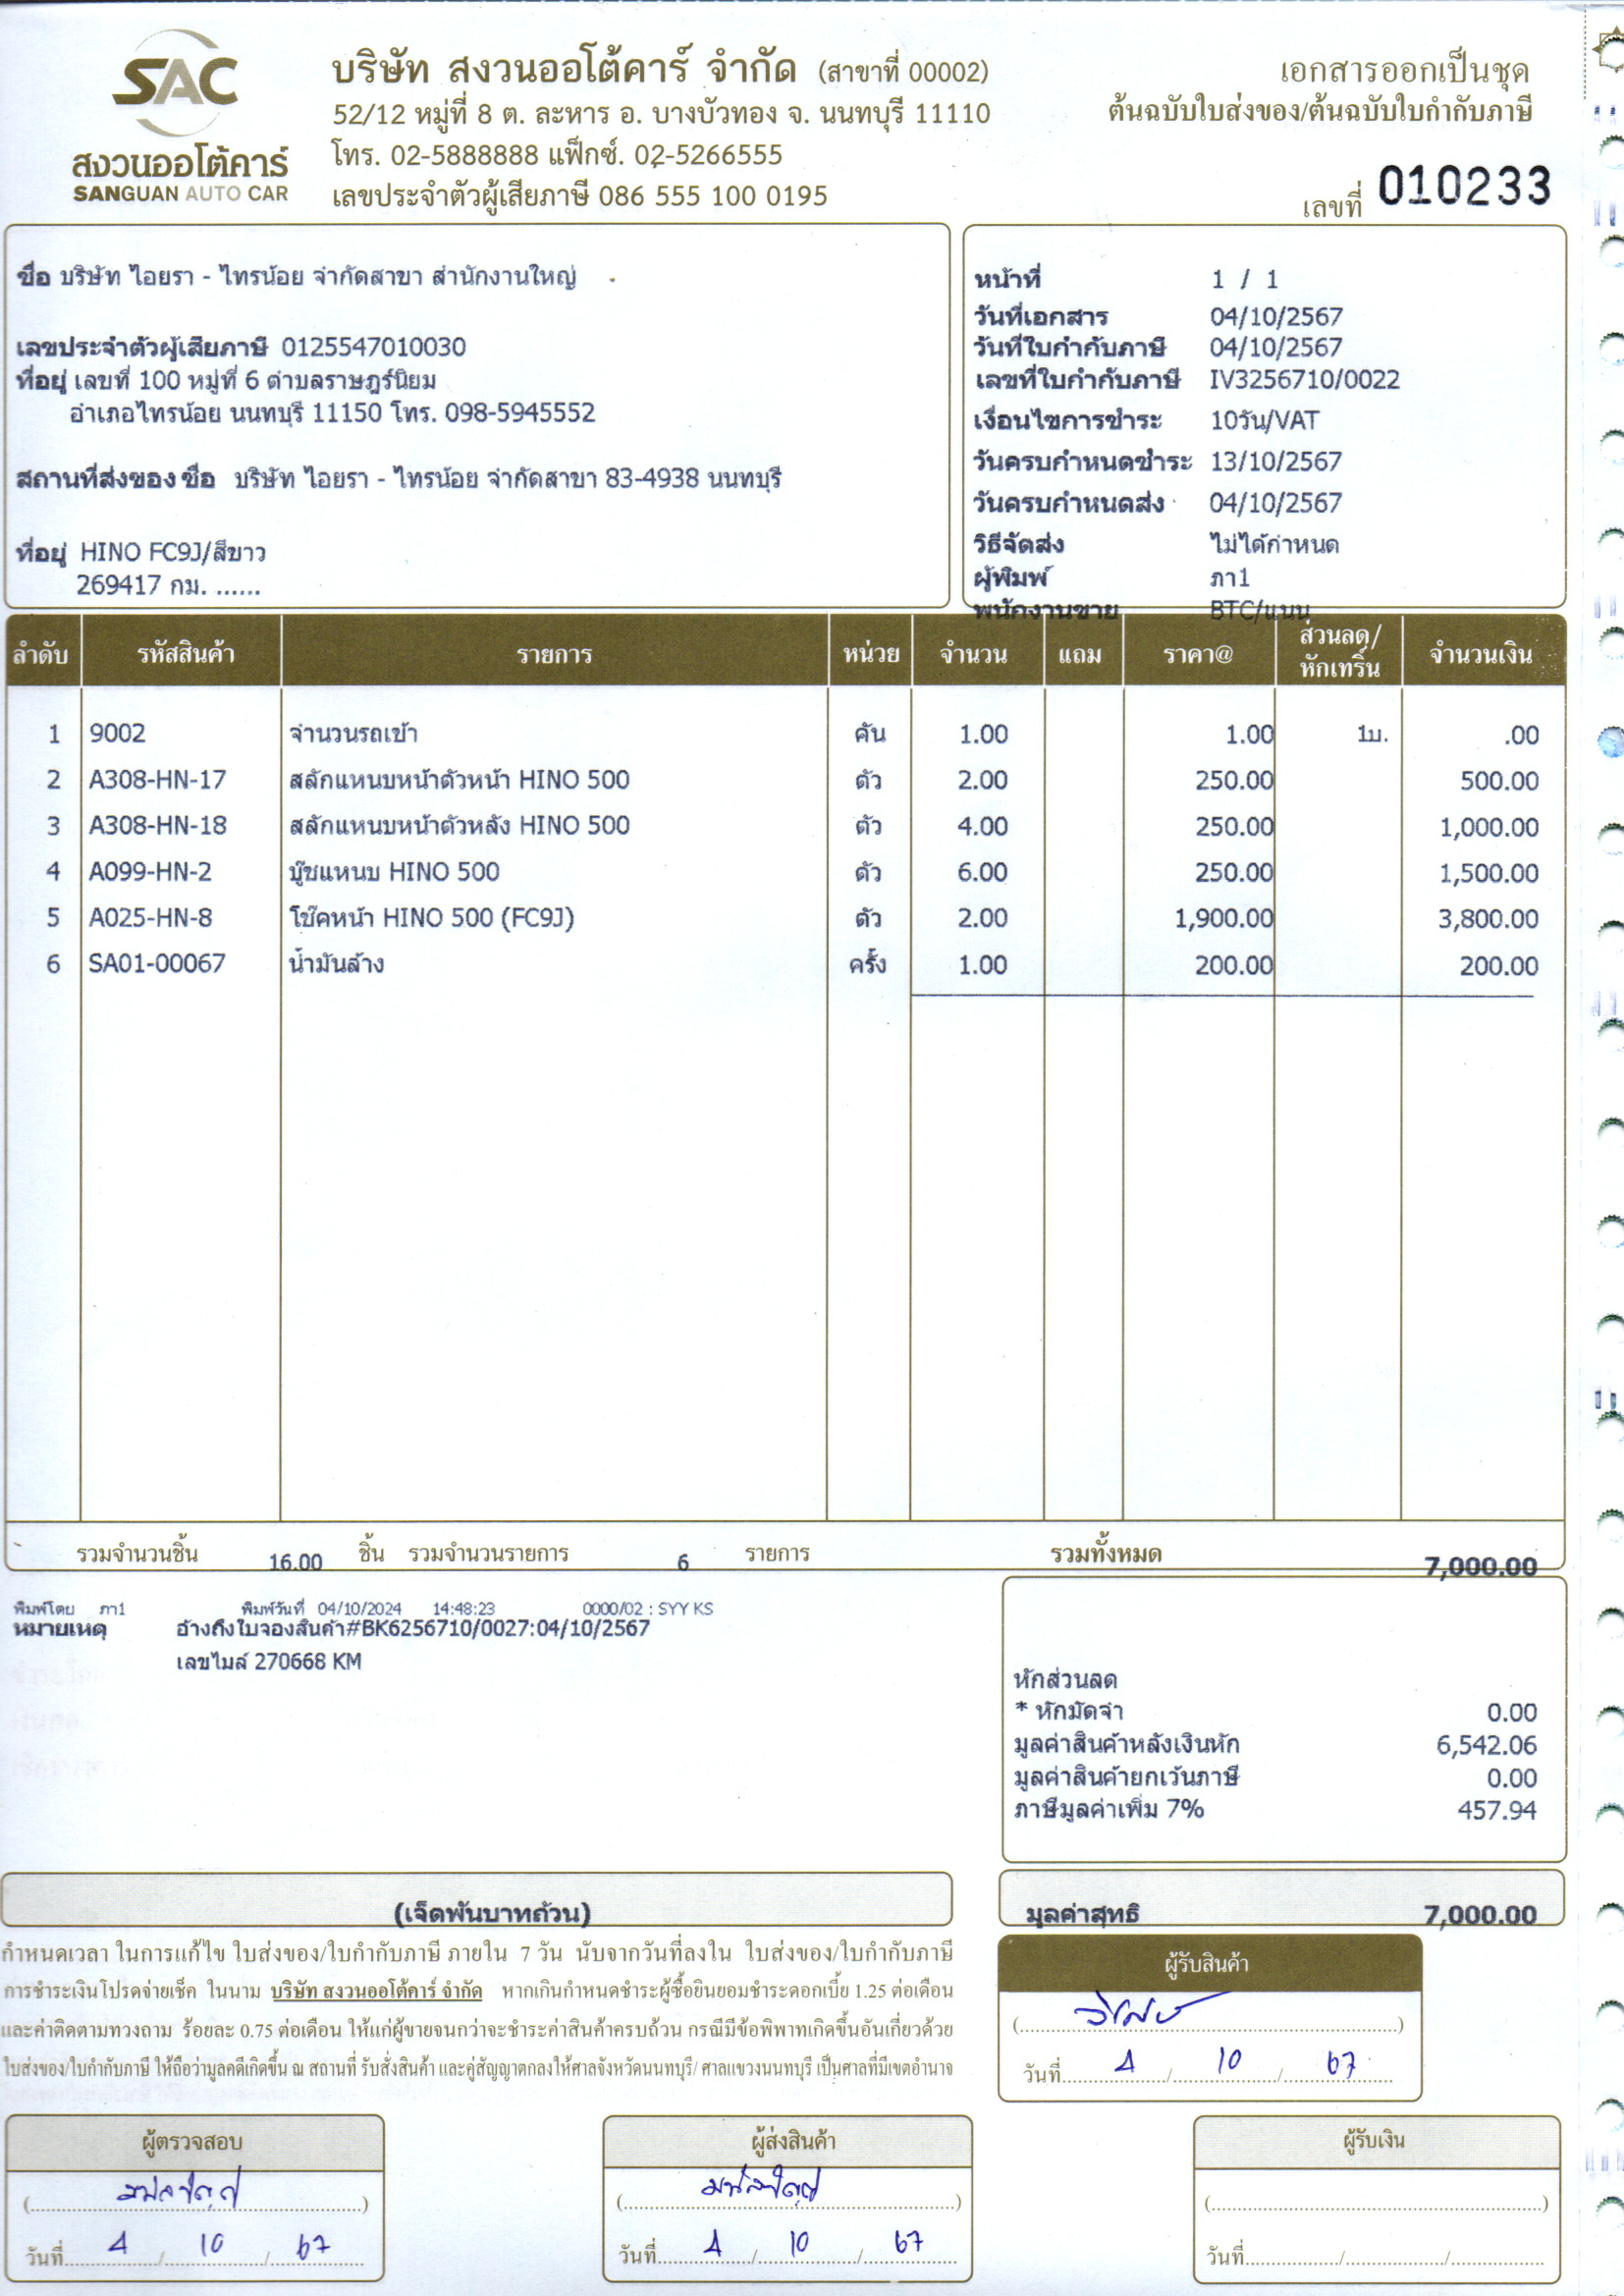 SAC
สงวนออโต้คาร์
SANGUAN AUTO CAR
บริษัท สงวนออโต้คาร์ จำกัด (สาขาที่ 00002)
52/12 หมู่ที่ 8 ต. ละหาร อ. บางบัวทอง จ. นนทบุรี 11110
โทร. 02-5888888 แฟ็กซ์. 02-5266555
เลขประจำตัวผู้เสียภาษี 086 555 100 0195
เอกสารออกเป็นชุด
ต้นฉบับใบส่งของ/ต้นฉบับใบกำกับภาษี
เลขที่ 010233
ชื่อ บริษัท ไอยรา - ไทรน้อย จำกัดสาขา สำนักงานใหญ่
เลขประจำตัวผู้เสียภาษี 0125547010030
ที่อยู่ เลขที่ 100 หมู่ที่ 6 ตำบลราษฎร์นิยม
อำเภอไทรน้อย นนทบุรี 11150 โทร. 098-5945552
สถานที่ส่งของ ชื่อ บริษัท ไอยรา - ไทรน้อย จำกัดสาขา 83-4938 นนทบุรี
ที่อยู่ HINO FC9J/สีขาว
269417 กม. ......
หน้าที่ 1 / 1
วันที่เอกสาร 04/10/2567
วันที่ใบกำกับภาษี 04/10/2567
เลขที่ใบกำกับภาษี IV3256710/0022
เงื่อนไขการชำระ 10วัน/VAT
วันครบกำหนดชำระ 13/10/2567
วันครบกำหนดส่ง 04/10/2567
วิธีจัดส่ง ไม่ได้กำหนด
ผู้พิมพ์ ภา1
พนักงานขาย BTC/แนน
ลำดับ รหัสสินค้า รายการ หน่วย จำนวน แถม ราคา@ ส่วนลด/หักเทริ์น จำนวนเงิน
1 9002 จำนวนรถเข้า คัน 1.00 1.00 1บ. .00
2 A308-HN-17 สลักแหนบหน้าตัวหน้า HINO 500 ตัว 2.00 250.00 500.00
3 A308-HN-18 สลักแหนบหน้าตัวหลัง HINO 500 ตัว 4.00 250.00 1,000.00
4 A099-HN-2 บู๊ชแหนบ HINO 500 ตัว 6.00 250.00 1,500.00
5 A025-HN-8 โช๊คหน้า HINO 500 (FC9J) ตัว 2.00 1,900.00 3,800.00
6 SA01-00067 น้ำมันล้าง ครั้ง 1.00 200.00 200.00
รวมจำนวนชิ้น 16.00 ชิ้น รวมจำนวนรายการ 6 รายการ รวมทั้งหมด 7,000.00
พิมพ์โดย ภา1 พิมพ์วันที่ 04/10/2024 14:48:23 0000/02 : SYY KS
หมายเหตุ อ้างถึงใบจองสินค้า#BK6256710/0027:04/10/2567
เลขไมล์ 270668 KM
หักส่วนลด
* หักมัดจำ 0.00
มูลค่าสินค้าหลังเงินหัก 6,542.06
มูลค่าสินค้ายกเว้นภาษี 0.00
ภาษีมูลค่าเพิ่ม 7% 457.94
(เจ็ดพันบาทถ้วน)
มูลค่าสุทธิ 7,000.00
กำหนดเวลา ในการแก้ไข ใบส่งของ/ใบกำกับภาษี ภายใน 7 วัน นับจากวันที่ลงใน ใบส่งของ/ใบกำกับภาษี
การชำระเงินโปรดจ่ายเช็ค ในนาม บริษัท สงวนออโต้คาร์ จำกัด หากเกินกำหนดชำระผู้ซื้อยินยอมชำระดอกเบี้ย 1.25 ต่อเดือน
และค่าติดตามทวงถาม ร้อยละ 0.75 ต่อเดือน ให้แก่ผู้ขายจนกว่าจะชำระค่าสินค้าครบถ้วน กรณีมีข้อพิพาทเกิดขึ้นอันเกี่ยวด้วย
ใบส่งของ/ใบกำกับภาษี ให้ถือว่ามูลคดีเกิดขึ้น ณ สถานที่ รับสั่งสินค้า และคู่สัญญาตกลงให้ศาลจังหวัดนนทบุรี/ ศาลแขวงนนทบุรี เป็นศาลที่มีเขตอำนาจ
ผู้รับสินค้า
วันที่ 4 / 10 / 67
ผู้ตรวจสอบ
วันที่ 4 / 10 / 67
ผู้ส่งสินค้า
วันที่ 4 / 10 / 67
ผู้รับเงิน
วันที่ / /